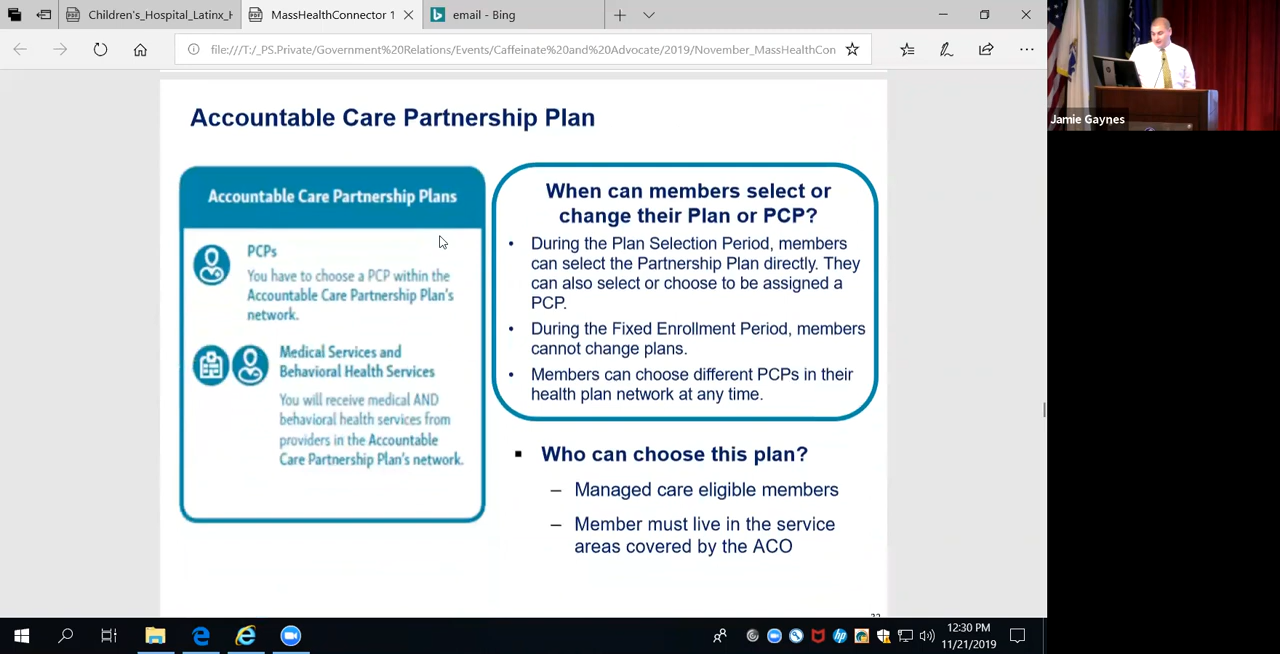 Children's_Hospital_Latinx_H
MassHealthConnector 1
email - Bing
file:///T:/_PS.Private/Government%20Relations/Events/Caffeinate%20and%20Advocate/2019/November_MassHealthCon
Accountable Care Partnership Plan
Accountable Care Partnership Plans
PCPs
You have to choose a PCP within the
Accountable Care Partnership Plan's
network.
Medical Services and
Behavioral Health Services
You will receive medical AND
behavioral health services from
providers in the Accountable
Care Partnership Plan's network.
When can members select or
change their Plan or PCP?
• During the Plan Selection Period, members
can select the Partnership Plan directly. They
can also select or choose to be assigned a
PCP.
• During the Fixed Enrollment Period, members
cannot change plans.
• Members can choose different PCPs in their
health plan network at any time.
▪ Who can choose this plan?
– Managed care eligible members
– Member must live in the service
areas covered by the ACO
Jamie Gaynes
12:30 PM
11/21/2019